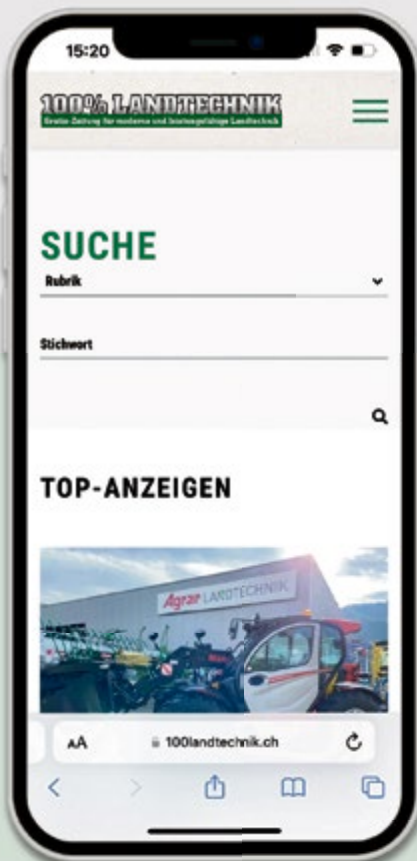 15:20
100% LANDTECHNIK
Gratis-Zeitung für moderne und leistungsfähige Landtechnik
SUCHE
Rubrik
Stichwort
TOP-ANZEIGEN
Agrar LANDTECHNIK
AA
100landtechnik.ch